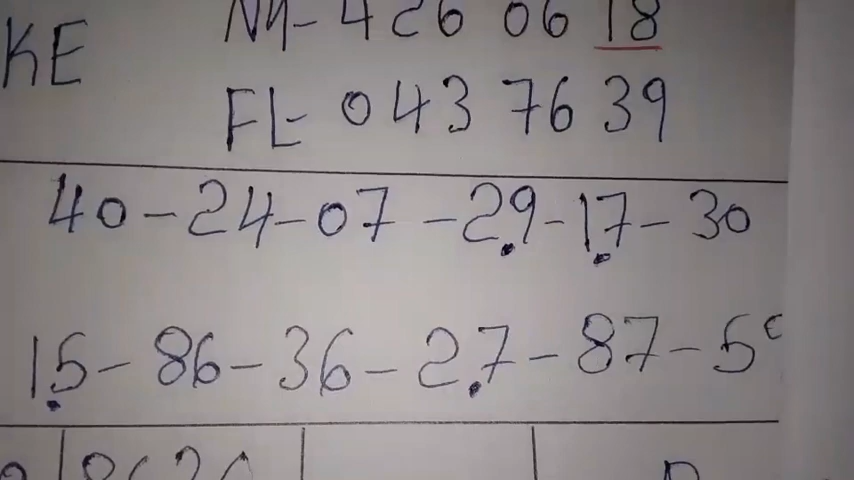 NY- 426 06 18
KE
FL- 043 76 39
40-24-07-29-17-30
15-86-36-27-87-5